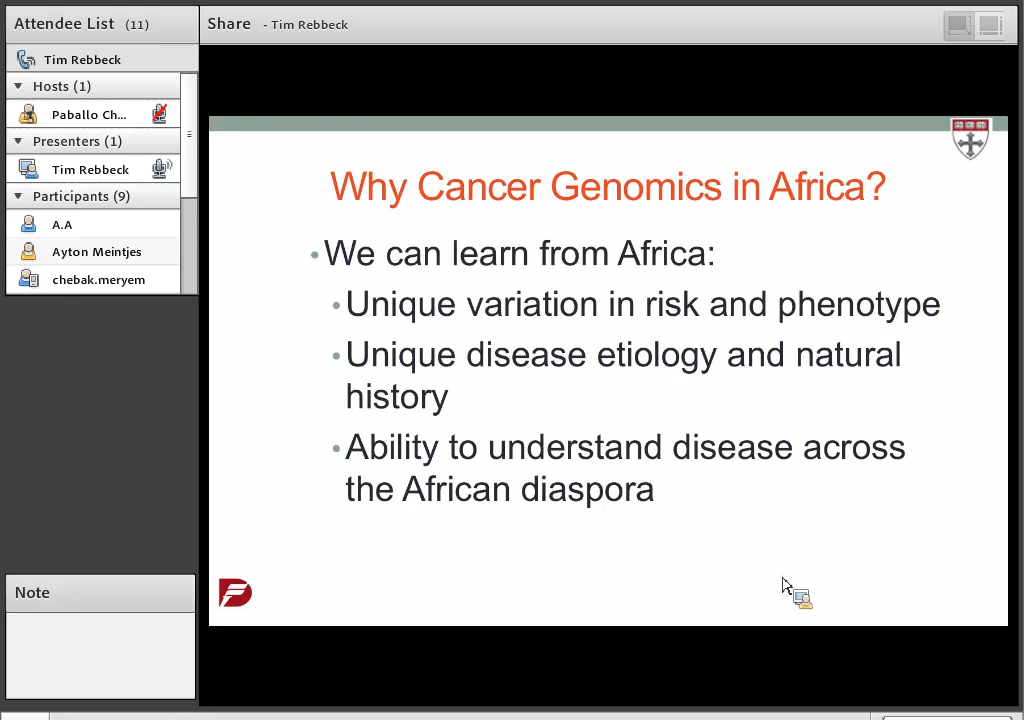 Attendee List (11)
Tim Rebbeck
Hosts (1)
Paballo Ch...
Presenters (1)
Tim Rebbeck
Participants (9)
A.A
Ayton Meintjes
chebak.meryem
Note
Share - Tim Rebbeck
Why Cancer Genomics in Africa?
•We can learn from Africa:
•Unique variation in risk and phenotype
•Unique disease etiology and natural
history
•Ability to understand disease across
the African diaspora